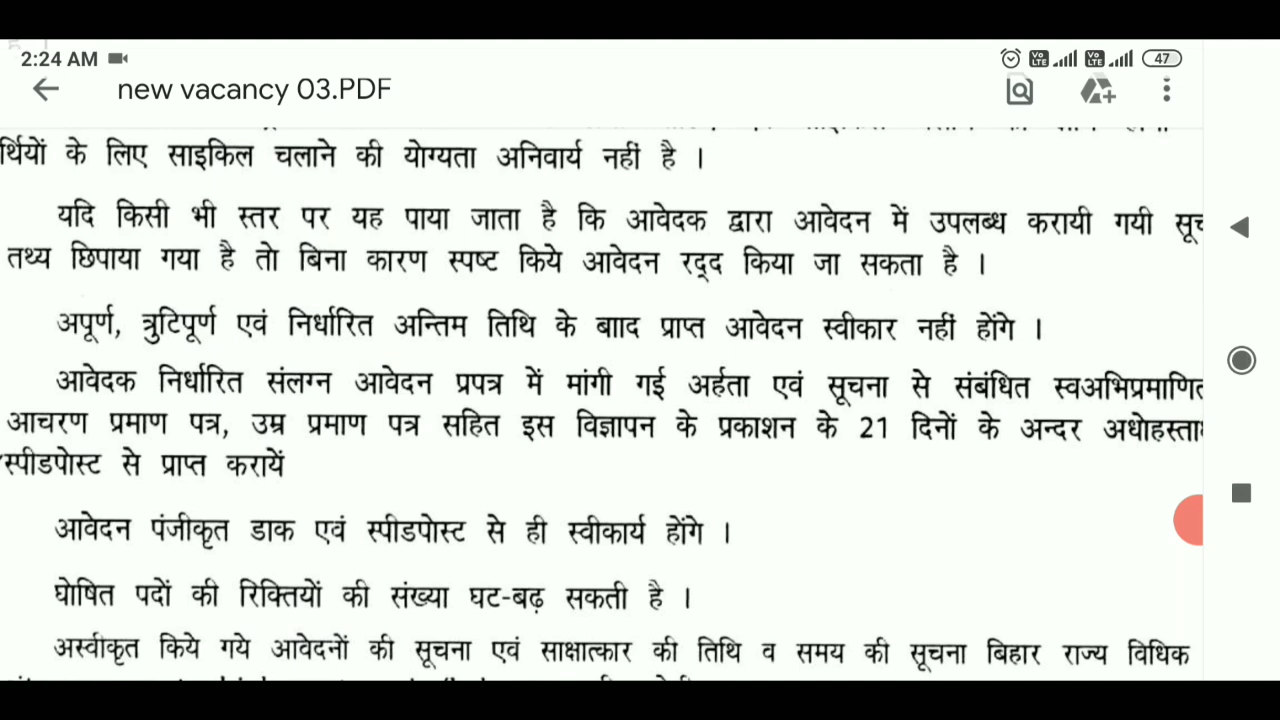 2:24 AM
47
new vacancy 03.PDF
र्थियों के लिए साइकिल चलाने की योग्यता अनिवार्य नहीं है ।
यदि किसी भी स्तर पर यह पाया जाता है कि आवेदक द्वारा आवेदन में उपलब्ध करायी गयी सूच
तथ्य छिपाया गया है तो बिना कारण स्पष्ट किये आवेदन रद्द किया जा सकता है ।
अपूर्ण, त्रुटिपूर्ण एवं निर्धारित अन्तिम तिथि के बााद प्राप्त आवेदन स्वीकार नहीं होंगे ।
आवेदक निर्धारित संलग्न आवेदन प्रपत्र में मांगी गई अर्हता एवं सूचना से संबंधित स्वअभिप्रमाणित
आचरण प्रमाण पत्र, उम्र प्रमाण पत्र सहित इस विज्ञापन के प्रकाशन के 21 दिनों के अन्दर अधोहस्ता
स्पीडपोस्ट से प्राप्त करायें
आवेदन पंजीकृत डाक एवं स्पीडपोस्ट से ही स्वीकार्य होंगे ।
घोषित पदों की रिक्तियों की संख्या घट-बढ़ सकती है ।
अस्वीकृत किये गये आवेदनों की सूचना एवं साक्षात्कार की तिथि व समय की सूचना बिहार राज्य विधिक